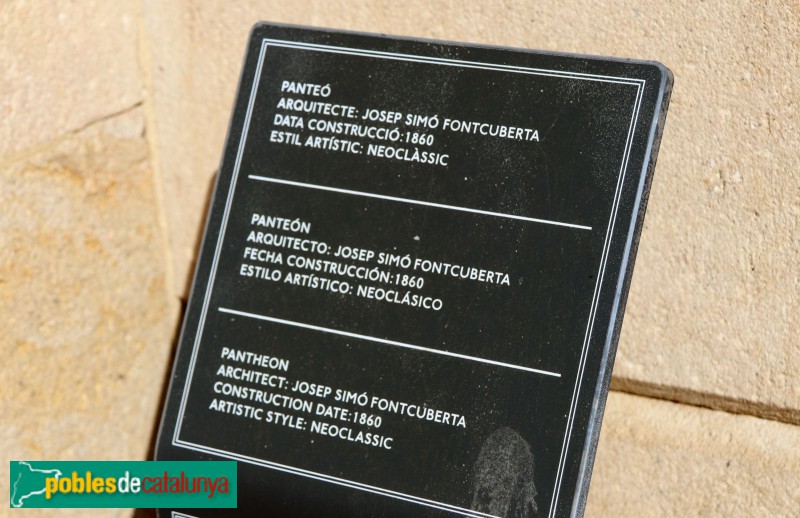 PANTEÓ
ARQUITECTE: JOSEP SIMÓ FONTCUBERTA
DATA CONSTRUCCIÓ:1860
ESTIL ARTÍSTIC: NEOCLÀSSIC
PANTEÓN
ARQUITECTO: JOSEP SIMÓ FONTCUBERTA
FECHA CONSTRUCCIÓN:1860
ESTILO ARTÍSTICO: NEOCLÁSICO
PANTHEON
ARCHITECT: JOSEP SIMÓ FONTCUBERTA
CONSTRUCTION DATE:1860
ARTISTIC STYLE: NEOCLASSIC
poblesdecatalunya